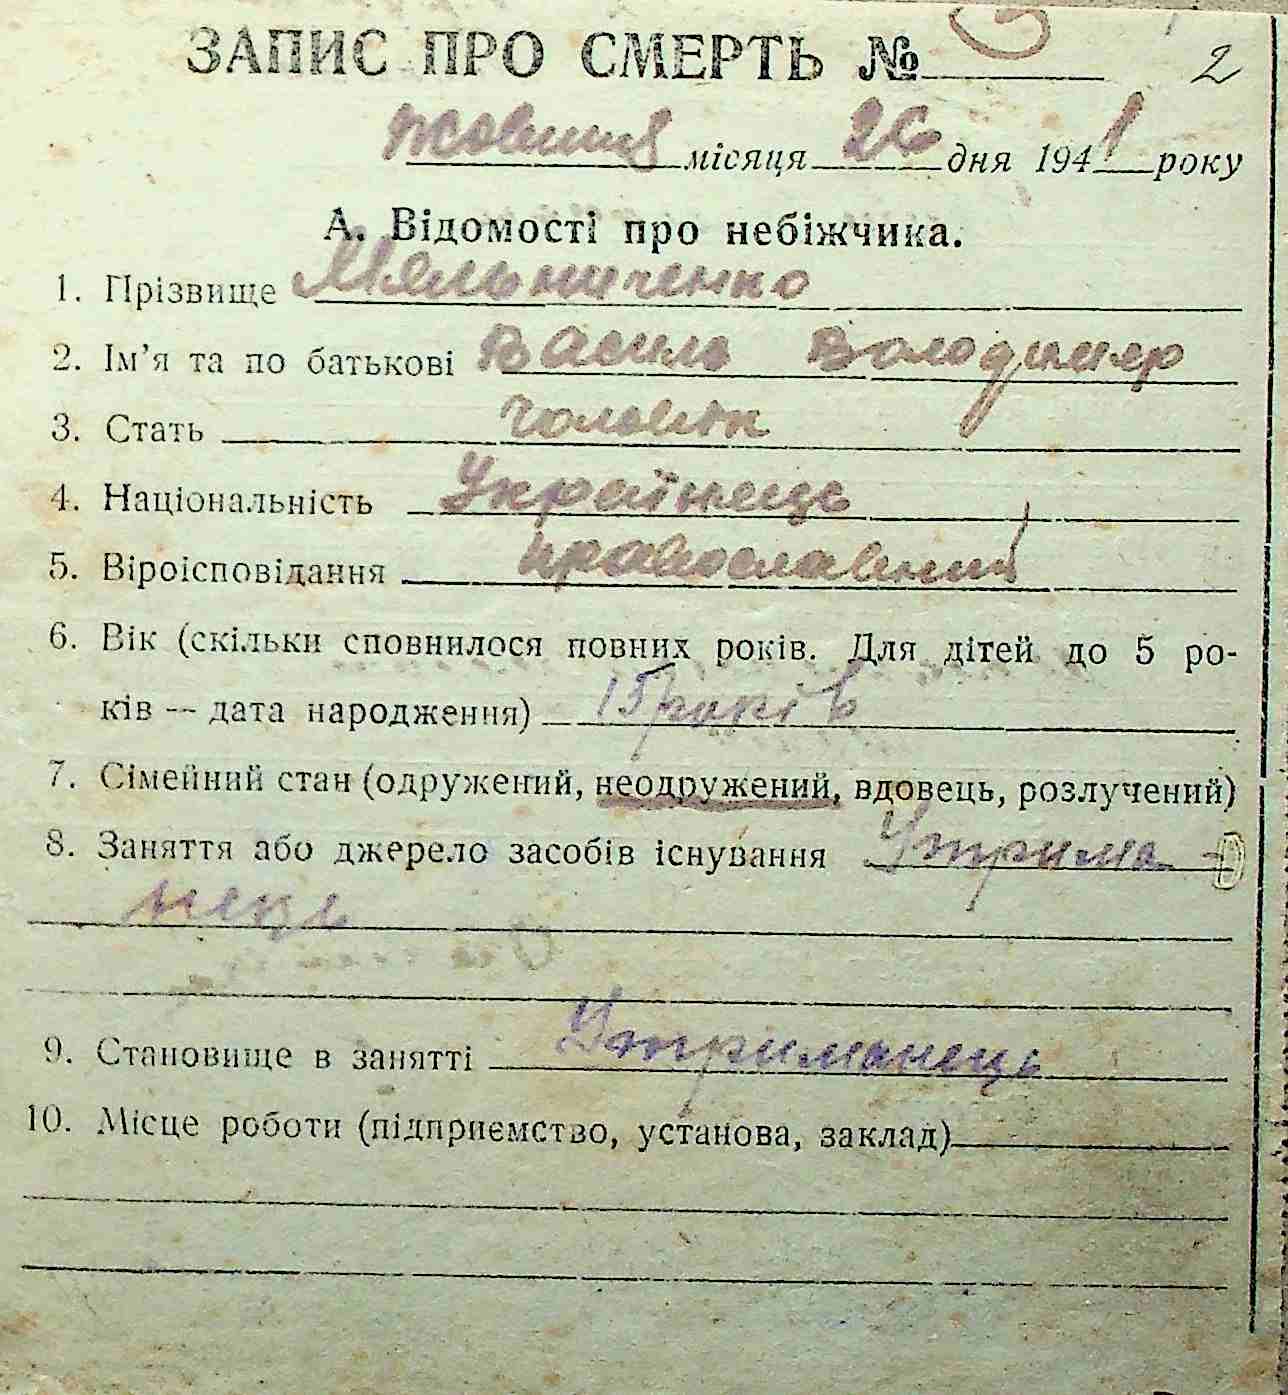 ЗАПИС ПРО СМЕРТЬ № 2
Жовтня місяця 26 дня 1941 року
А. Відомості про небіжчика.
1. Прізвище Мельниченко
2. Ім'я та по батькові Василь Володимир
3. Стать чоловік
4. Національність Українець
5. Віроісповідання православний
6. Вік (скільки сповнилося повних років. Для дітей до 5 ро-
ків — дата народження) 15 років
7. Сімейний стан (одружений, неодружений, вдовець, розлучений)
8. Заняття або джерело засобів існування Утрима-
нець
9. Становище в занятті Утриманець
10. Місце роботи (підприємство, установа, заклад)